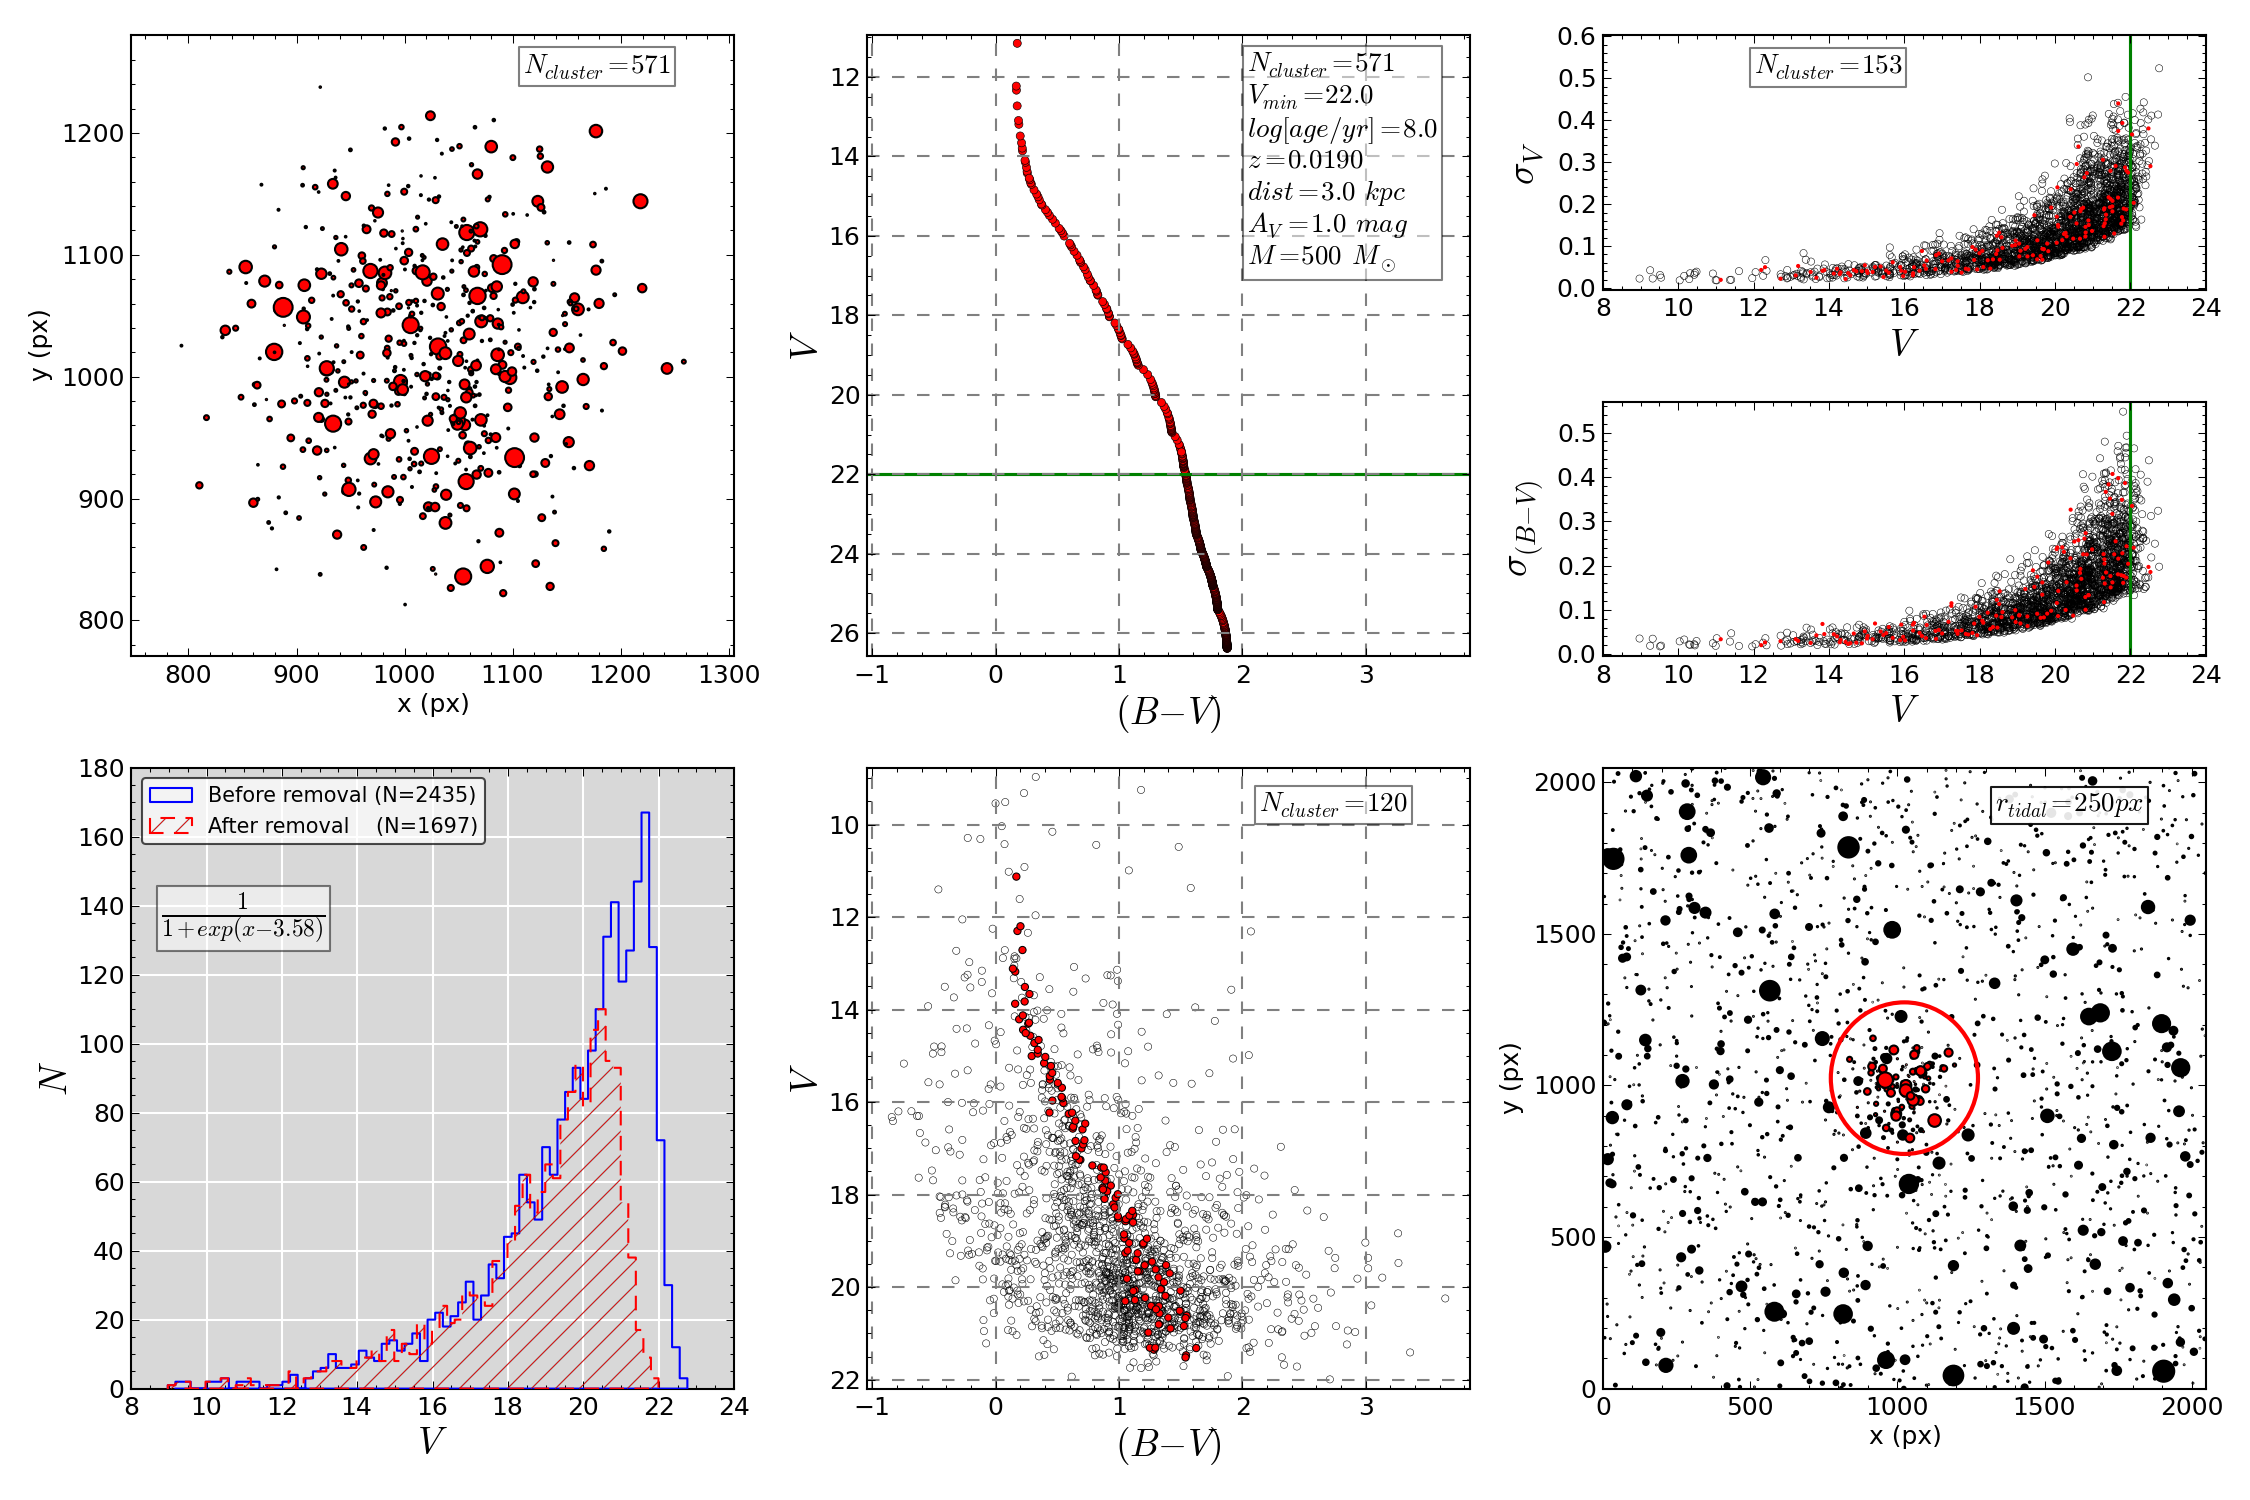 N_cluster=571
1200
1100
1000
900
800
y (px)
800 900 1000 1100 1200 1300
x (px)
N_cluster=571
V_min=22.0
log[age/yr]=8.0
z=0.0190
dist=3.0 kpc
A_V=1.0 mag
M=500 M_⊙
12
14
16
18
20
22
24
26
V
−1 0 1 2 3
(B−V)
N_cluster=153
0.6
0.5
0.4
0.3
0.2
0.1
0.0
σ_V
8 10 12 14 16 18 20 22 24
V
0.5
0.4
0.3
0.2
0.1
0.0
σ_(B−V)
8 10 12 14 16 18 20 22 24
V
180
160
140
120
100
80
60
40
20
0
N
Before removal (N=2435)
After removal (N=1697)
1
1+exp(x−3.58)
8 10 12 14 16 18 20 22 24
V
N_cluster=120
10
12
14
16
18
20
22
V
−1 0 1 2 3
(B−V)
r_tidal=250px
2000
1500
1000
500
0
y (px)
0 500 1000 1500 2000
x (px)